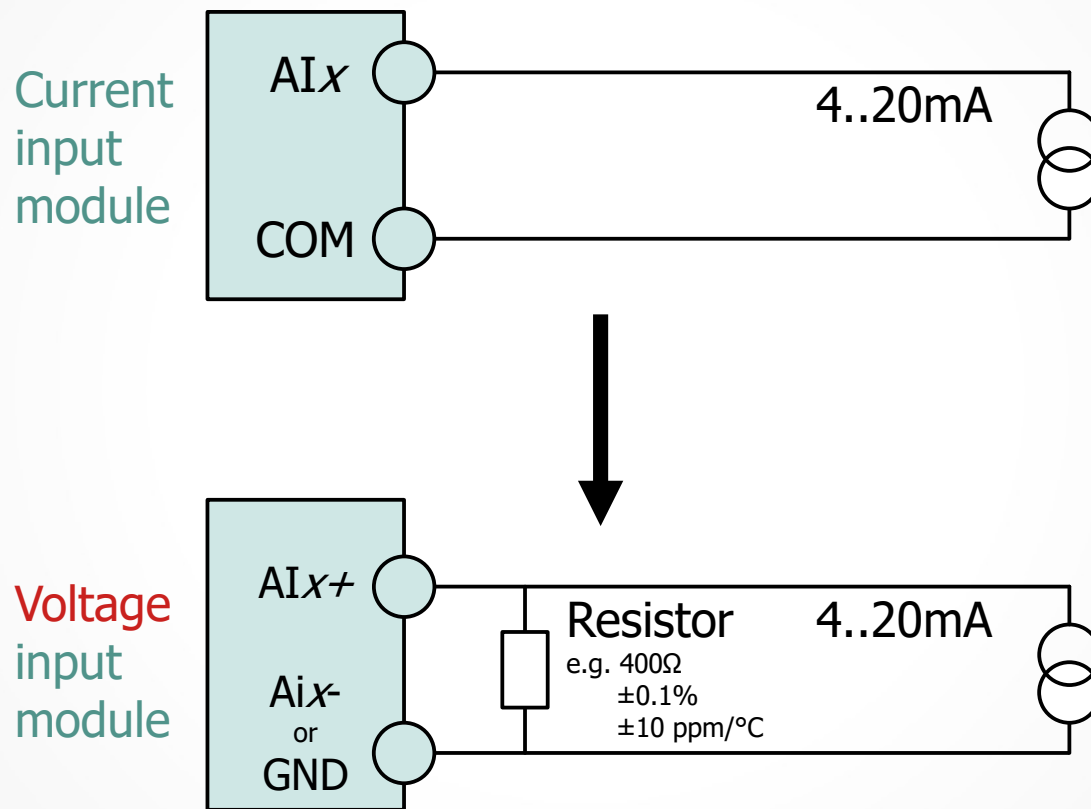 Current
input
module
AIx
COM
4..20mA
Voltage
input
module
AIx+
Aix-
or
GND
Resistor
e.g. 400Ω
±0.1%
±10 ppm/°C
4..20mA